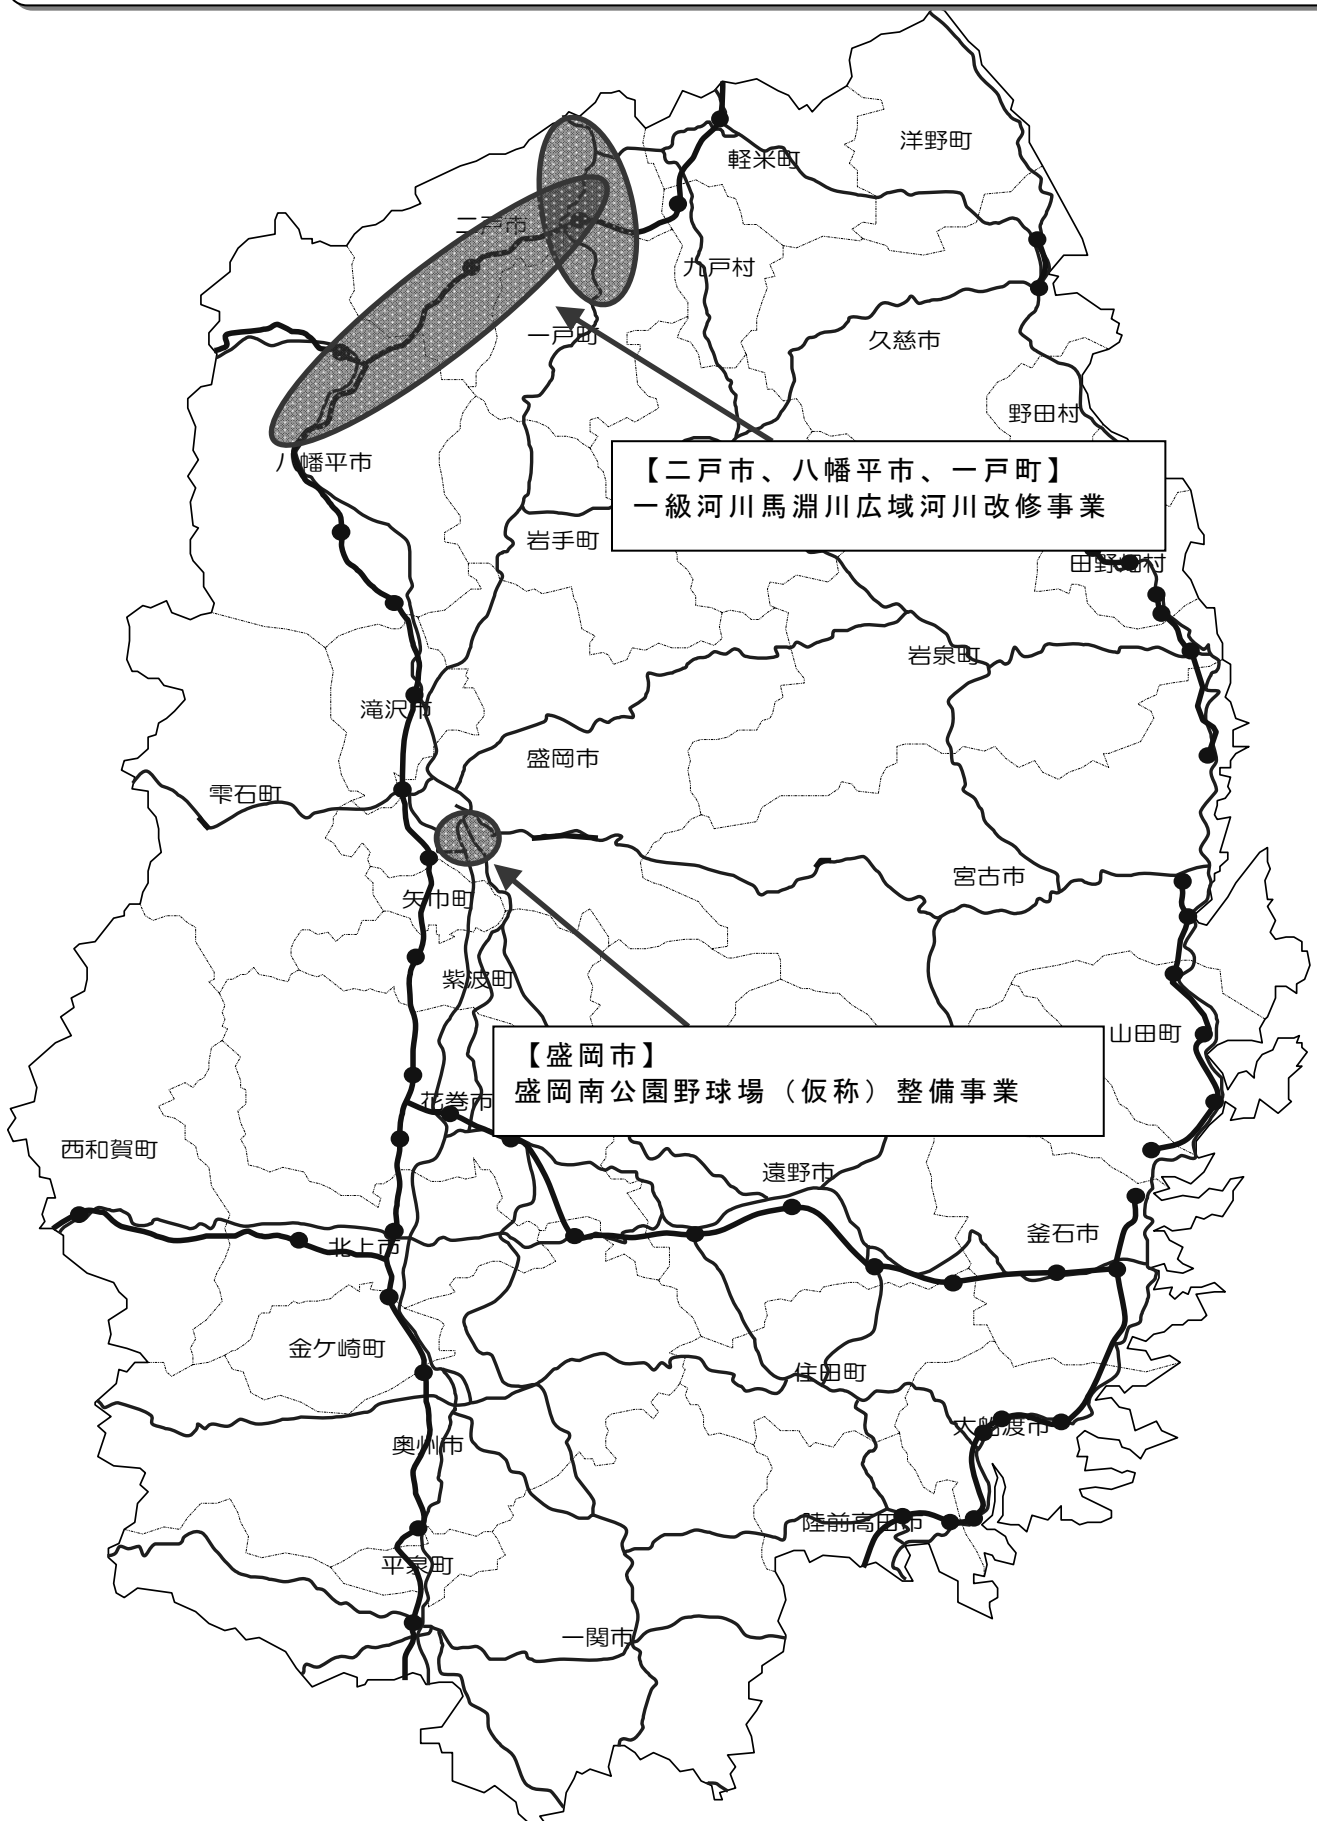 洋野町
軽米町
二戸市
九戸村
一戸町
久慈市
野田村
【二戸市、八幡平市、一戸町】
一級河川馬淵川広域河川改修事業
八幡平市
岩手町
田野畑村
岩泉町
滝沢市
盛岡市
雫石町
宮古市
矢巾町
紫波町
山田町
【盛岡市】
盛岡南公園野球場（仮称）整備事業
花巻市
西和賀町
遠野市
釜石市
北上市
金ケ崎町
住田町
大船渡市
奥州市
陸前高田市
平泉町
一関市